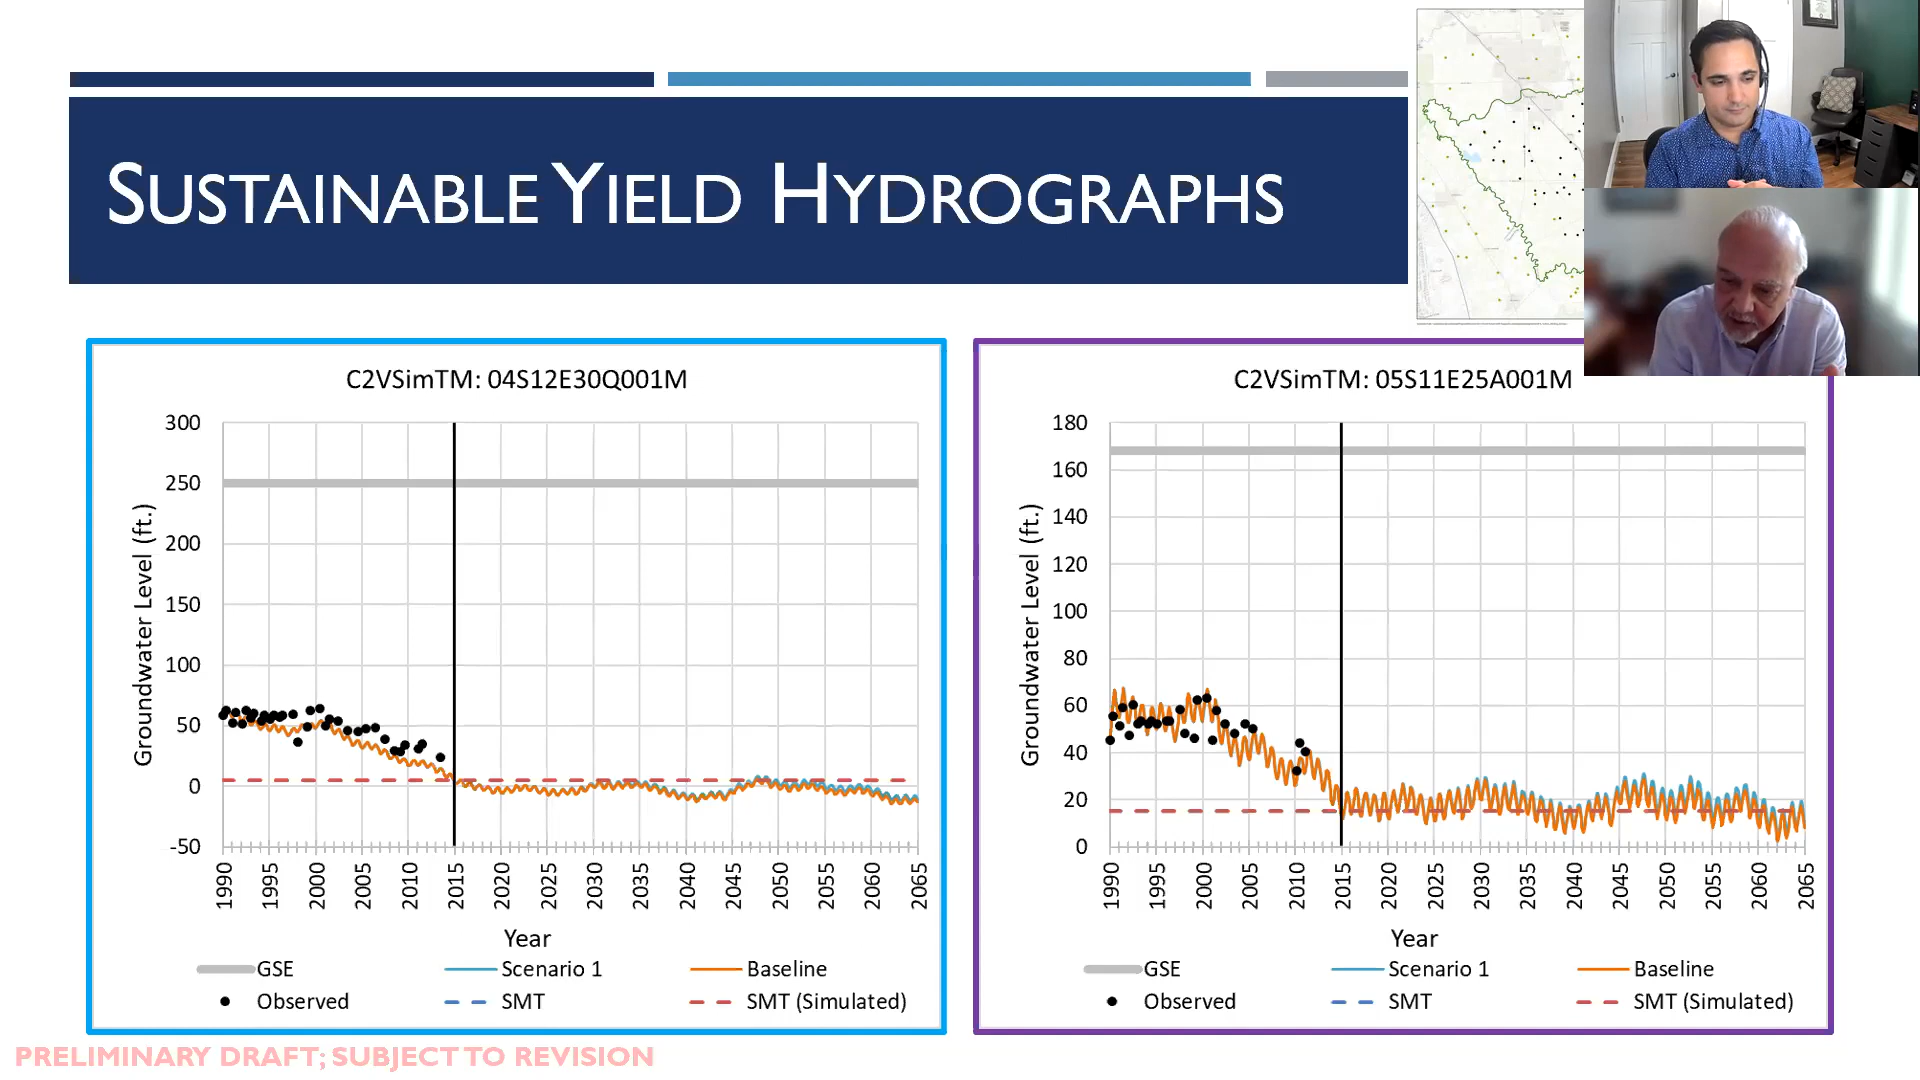 SUSTAINABLE YIELD HYDROGRAPHS
C2VSimTM: 04S12E30Q001M
300
250
200
150
100
50
0
-50
Groundwater Level (ft.)
1990 1995 2000 2005 2010 2015 2020 2025 2030 2035 2040 2045 2050 2055 2060 2065
Year
GSE Scenario 1 Baseline
Observed SMT SMT (Simulated)
C2VSimTM: 05S11E25A001M
180
160
140
120
100
80
60
40
20
0
Groundwater Level (ft.)
1990 1995 2000 2005 2010 2015 2020 2025 2030 2035 2040 2045 2050 2055 2060 2065
Year
GSE Scenario 1 Baseline
Observed SMT SMT (Simulated)
PRELIMINARY DRAFT; SUBJECT TO REVISION